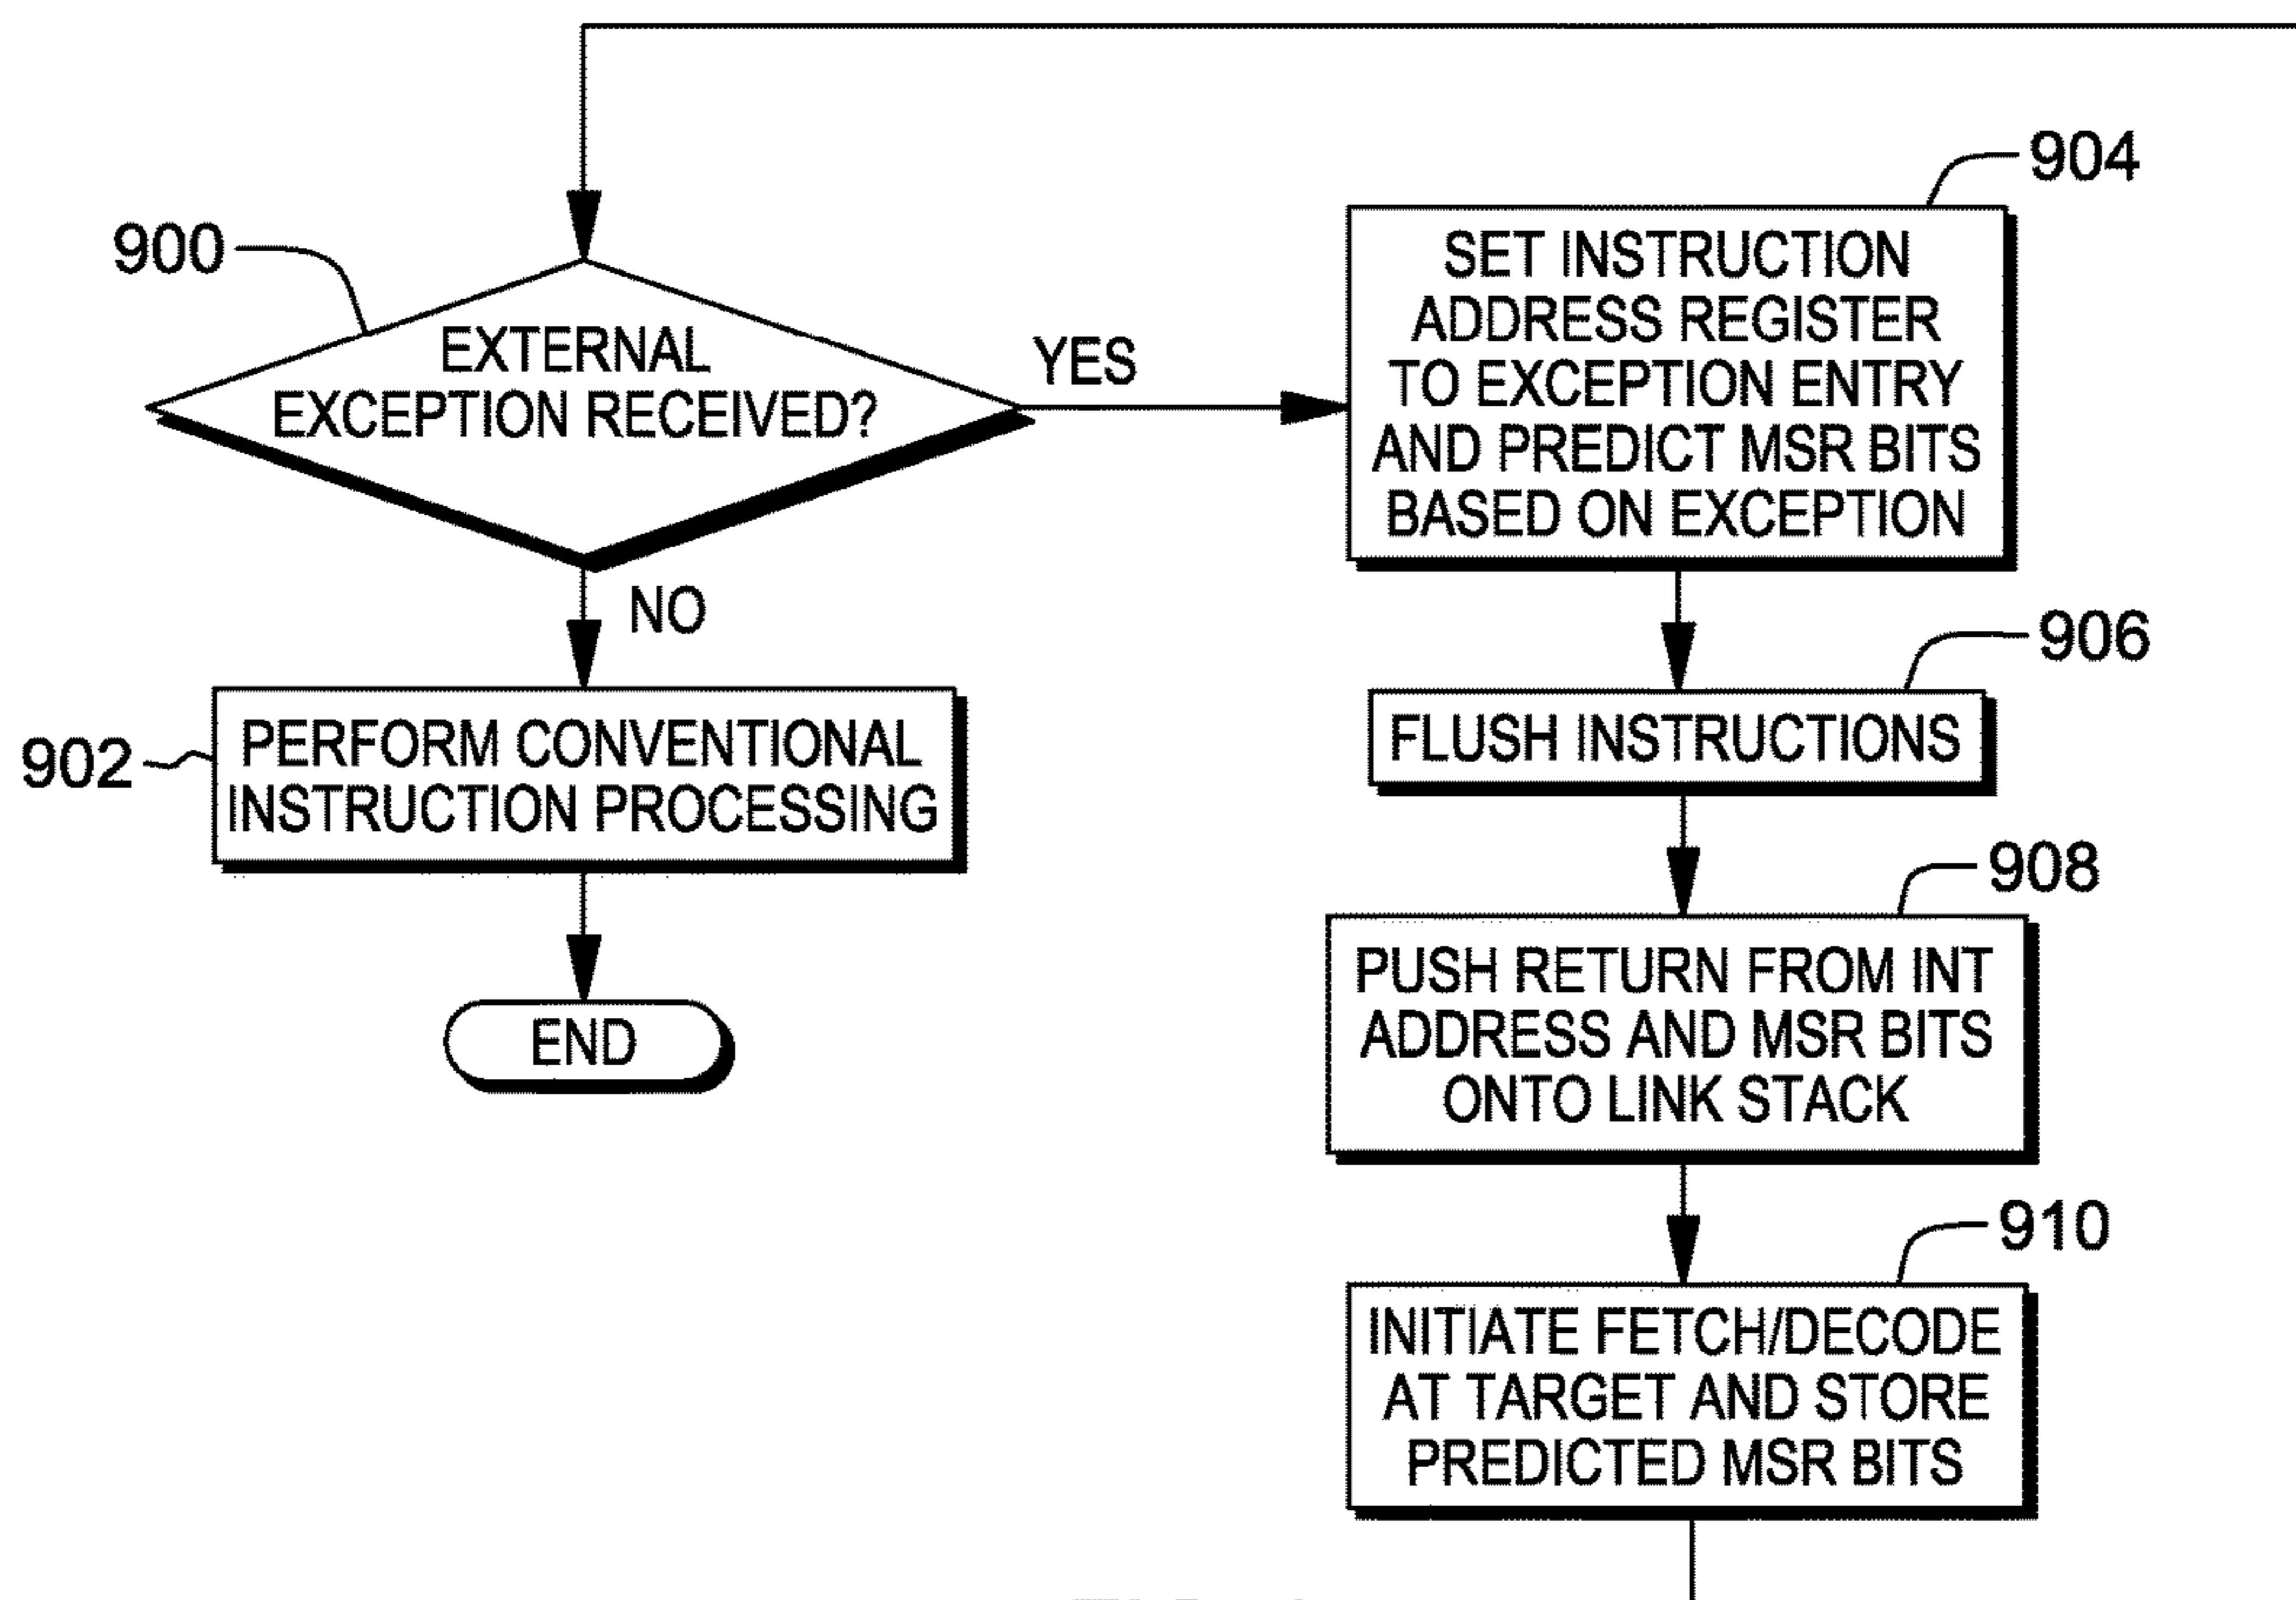 900
EXTERNAL
EXCEPTION RECEIVED?
YES
NO
902
PERFORM CONVENTIONAL
INSTRUCTION PROCESSING
END
904
SET INSTRUCTION
ADDRESS REGISTER
TO EXCEPTION ENTRY
AND PREDICT MSR BITS
BASED ON EXCEPTION
906
FLUSH INSTRUCTIONS
908
PUSH RETURN FROM INT
ADDRESS AND MSR BITS
ONTO LINK STACK
910
INITIATE FETCH/DECODE
AT TARGET AND STORE
PREDICTED MSR BITS